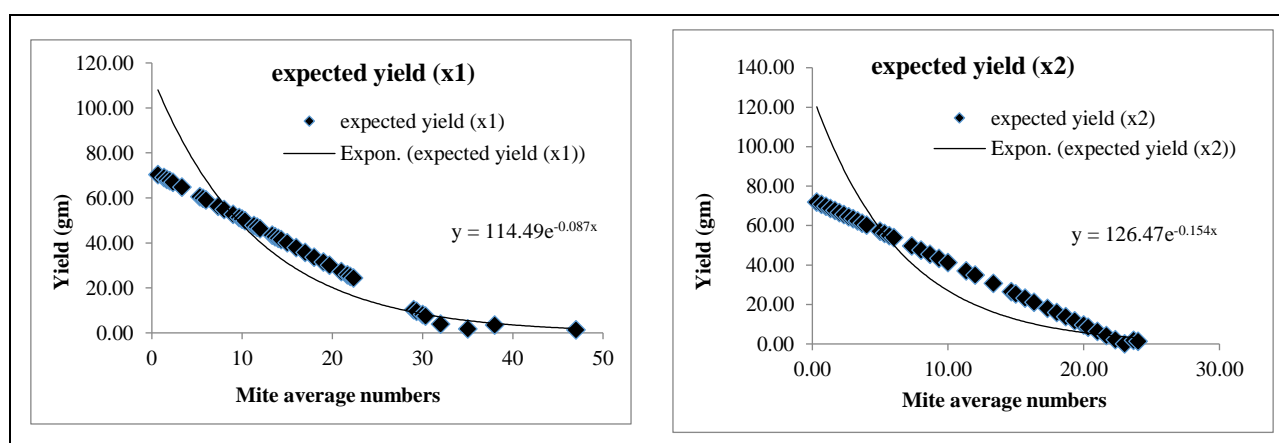 expected yield (x1)
120.00
100.00
80.00
60.00
40.00
20.00
0.00
Yield (gm)
expected yield (x1)
Expon. (expected yield (x1))
y = 114.49e^-0.087x
0 10 20 30 40 50
Mite average numbers
expected yield (x2)
140.00
120.00
100.00
80.00
60.00
40.00
20.00
0.00
Yield (gm)
expected yield (x2)
Expon. (expected yield (x2))
y = 126.47e^-0.154x
0.00 10.00 20.00 30.00
Mite average numbers